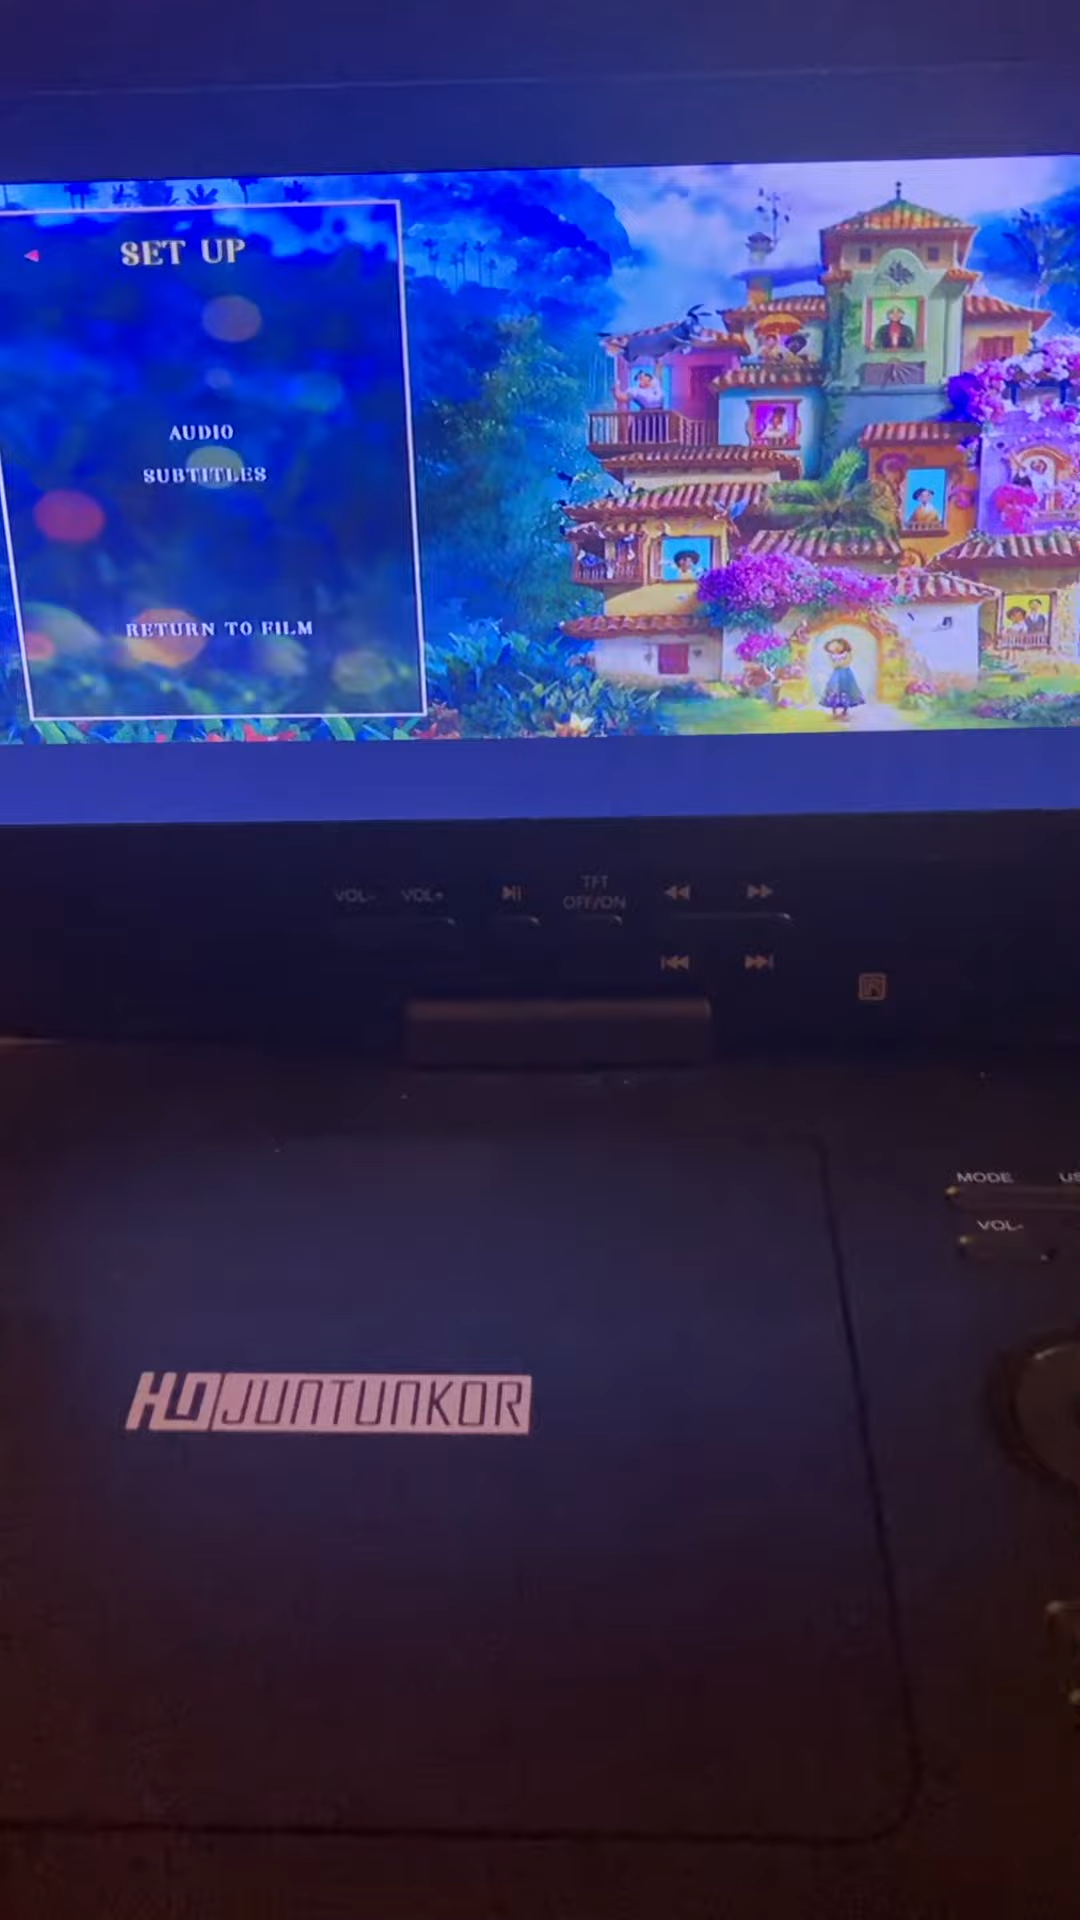 SET UP
AUDIO
SUBTITLES
RETURN TO FILM
VOL- VOL+
TFT
OFF/ON
MODE
VOL-
HD JUNTUNKOR